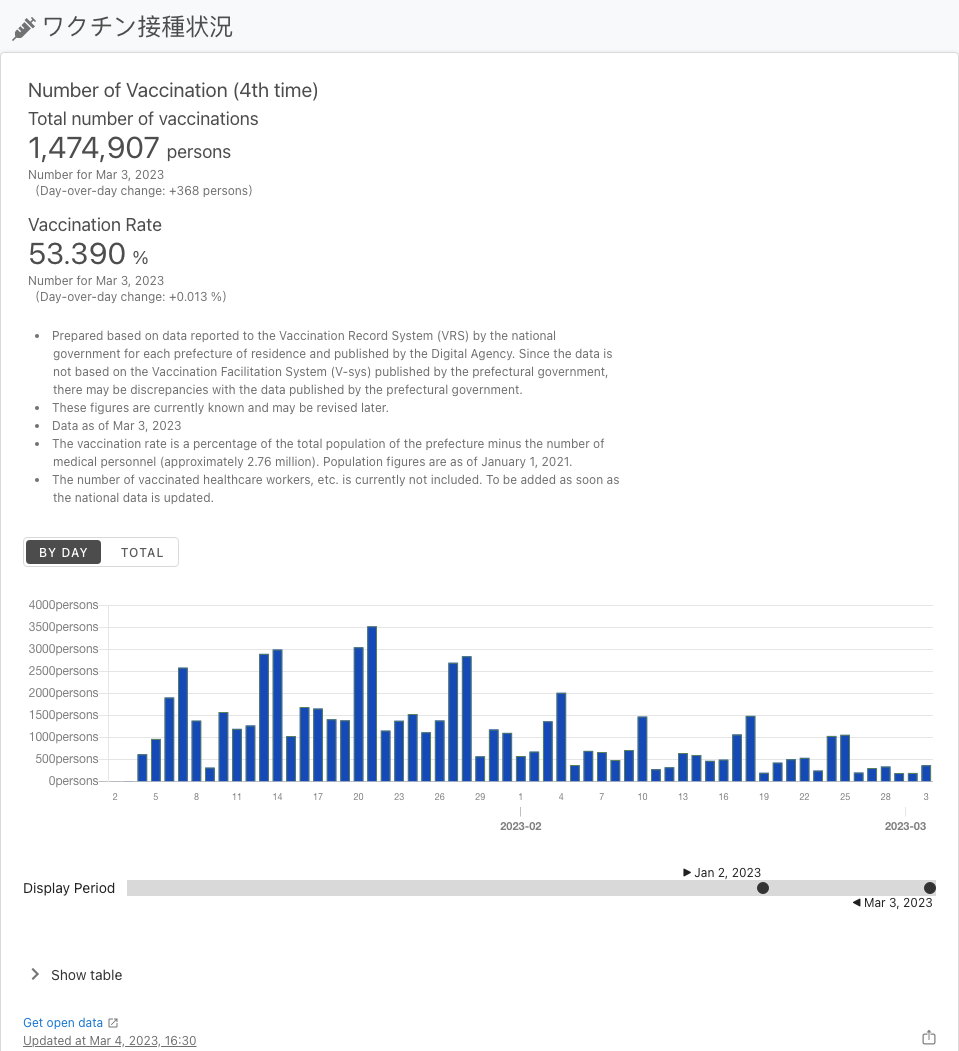 ワクチン接種状況
Number of Vaccination (4th time)
Total number of vaccinations
1,474,907 persons
Number for Mar 3, 2023
(Day-over-day change: +368 persons)
Vaccination Rate
53.390 %
Number for Mar 3, 2023
(Day-over-day change: +0.013 %)
• Prepared based on data reported to the Vaccination Record System (VRS) by the national
government for each prefecture of residence and published by the Digital Agency. Since the data is
not based on the Vaccination Facilitation System (V-sys) published by the prefectural government,
there may be discrepancies with the data published by the prefectural government.
• These figures are currently known and may be revised later.
• Data as of Mar 3, 2023
• The vaccination rate is a percentage of the total population of the prefecture minus the number of
medical personnel (approximately 2.76 million). Population figures are as of January 1, 2021.
• The number of vaccinated healthcare workers, etc. is currently not included. To be added as soon as
the national data is updated.
BY DAY TOTAL
4000persons
3500persons
3000persons
2500persons
2000persons
1500persons
1000persons
500persons
0persons
2 5 8 11 14 17 20 23 26 29 1 4 7 10 13 16 19 22 25 28 3
2023-02 2023-03
Jan 2, 2023
Display Period
Mar 3, 2023
Show table
Get open data
Updated at Mar 4, 2023, 16:30